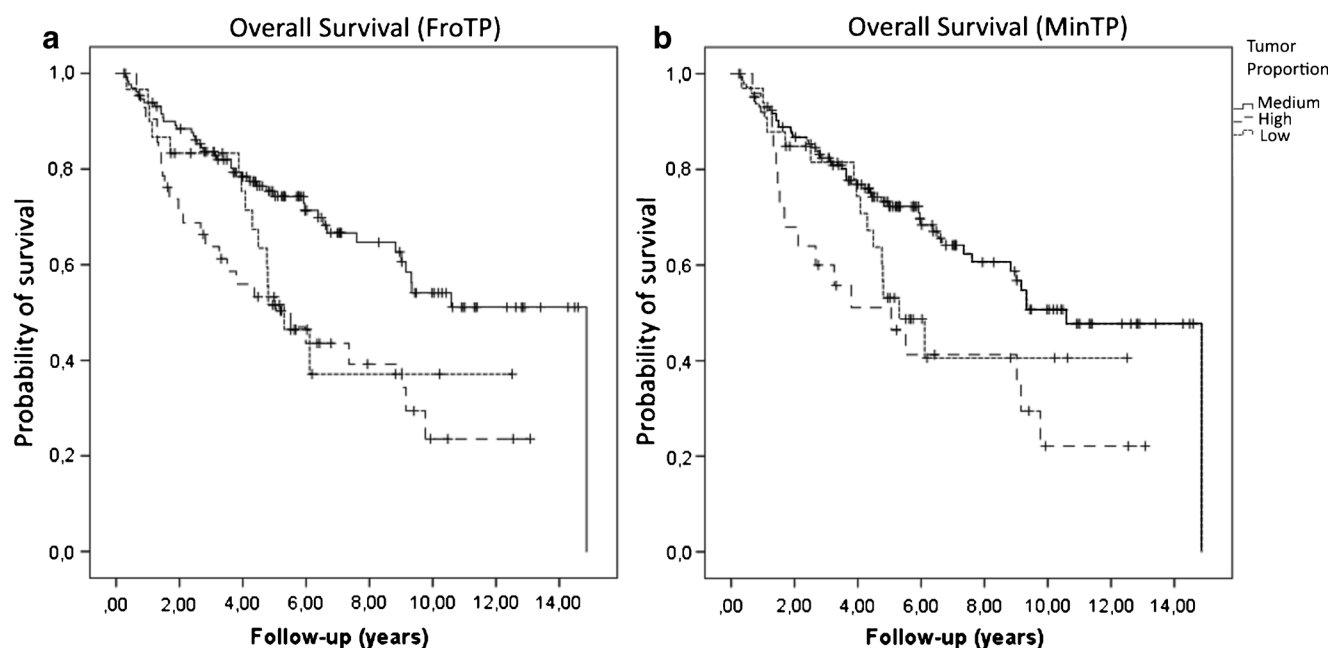 a
Overall Survival (FroTP)
Probability of survival
1,0
0,8
0,6
0,4
0,2
0,0
,00 2,00 4,00 6,00 8,00 10,00 12,00 14,00
Follow-up (years)
b
Overall Survival (MinTP)
Probability of survival
1,0
0,8
0,6
0,4
0,2
0,0
,00 2,00 4,00 6,00 8,00 10,00 12,00 14,00
Follow-up (years)
Tumor
Proportion
Medium
High
Low